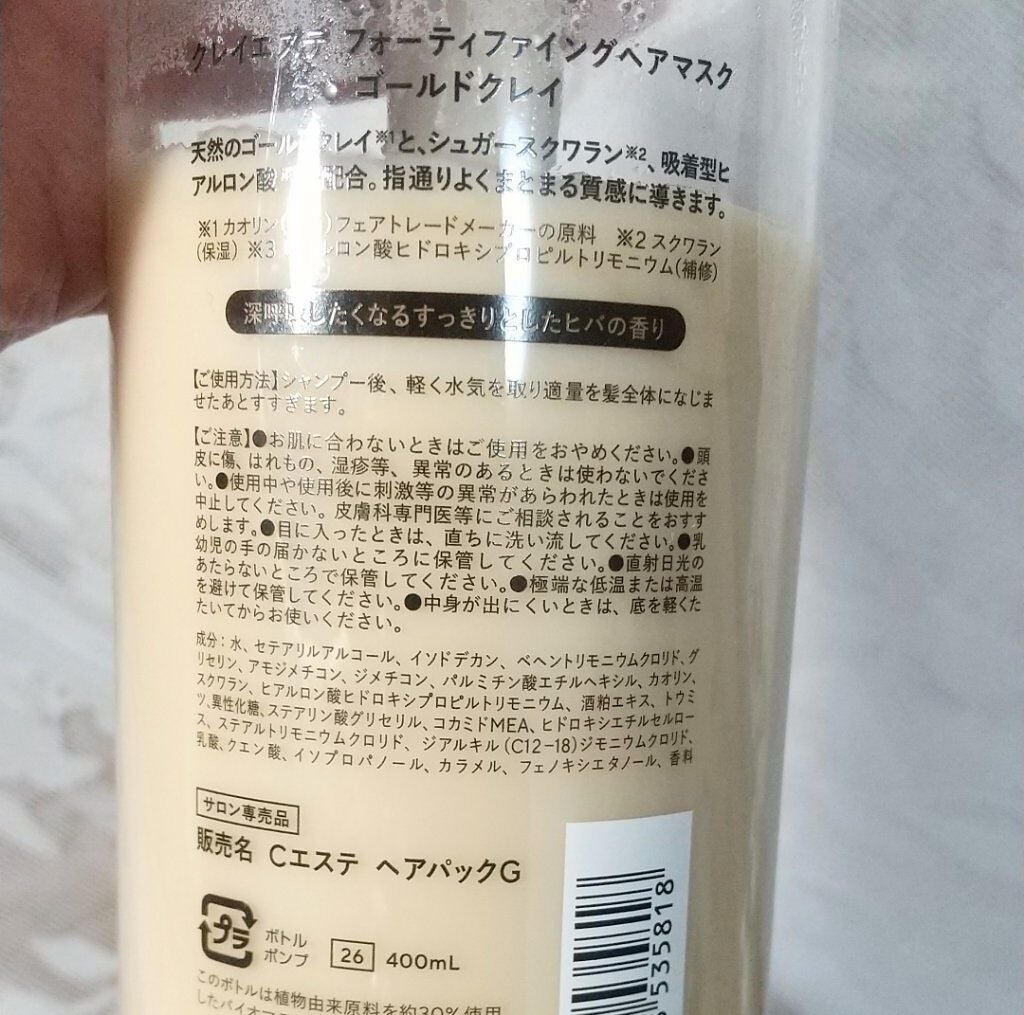 クレイエステ フォーティファイングヘアマスク
ゴールドクレイ
天然のゴールドクレイ※1と、シュガースクワラン※2、吸着型ヒ
アルロン酸 配合。指通りよくまとまる質感に導きます。
※1 カオリン フェアトレードメーカーの原料 ※2 スクワラン
(保湿) ※3 ヒアルロン酸ヒドロキシプロピルトリモニウム(補修)
深呼吸したくなるすっきりとしたヒバの香り
【ご使用方法】シャンプー後、軽く水気を取り適量を髪全体になじま
せたあとすすぎます。
【ご注意】●お肌に合わないときはご使用をおやめください。●頭
皮に傷、はれもの、湿疹等、異常のあるときは使わないでくださ
い。●使用中や使用後に刺激等の異常があらわれたときは使用を
中止してください。皮膚科専門医等にご相談されることをおすす
めします。●目に入ったときは、直ちに洗い流してください。●乳
幼児の手の届かないところに保管してください。●直射日光の
あたらないところで保管してください。●極端な低温または高温
を避けて保管してください。●中身が出にくいときは、底を軽くた
たいてからお使いください。
成分：水、セテアリルアルコール、イソドデカン、ベヘントリモニウムクロリド、グ
リセリン、アモジメチコン、ジメチコン、パルミチン酸エチルヘキシル、カオリン、
スクワラン、ヒアルロン酸ヒドロキシプロピルトリモニウム、酒粕エキス、トウミ
ツ、異性化糖、ステアリン酸グリセリル、コカミドMEA、ヒドロキシエチルセルロー
ス、ステアルトリモニウムクロリド、ジアルキル(C12-18)ジモニウムクロリド、
乳酸、クエン酸、イソプロパノール、カラメル、フェノキシエタノール、香料
サロン専売品
販売名 Cエステ ヘアパックG
プラ
ボトル
ポンプ
26 400mL
このボトルは植物由来原料を約30%使用
したバイオマ
535818